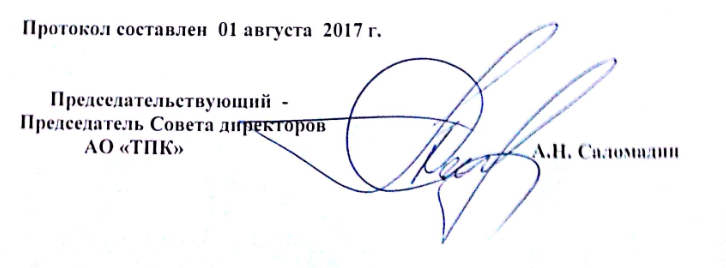 Протокол составлен 01 августа 2017 г.
Председательствующий -
Председатель Совета директоров
АО «ТПК»
А.Н. Саломадин